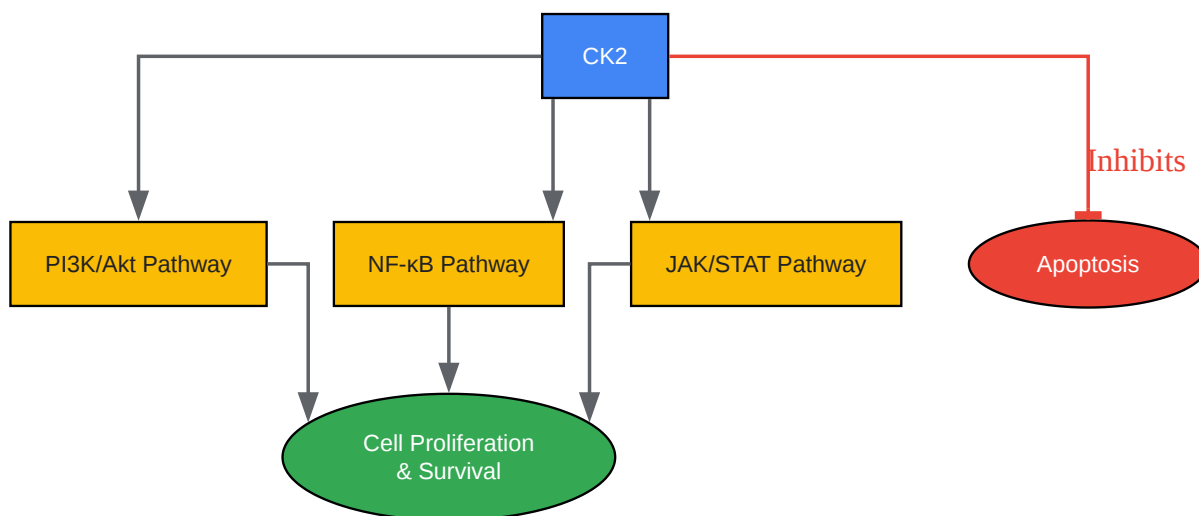 CK2
Inhibits
PI3K/Akt Pathway
NF-κB Pathway
JAK/STAT Pathway
Apoptosis
Cell Proliferation
& Survival